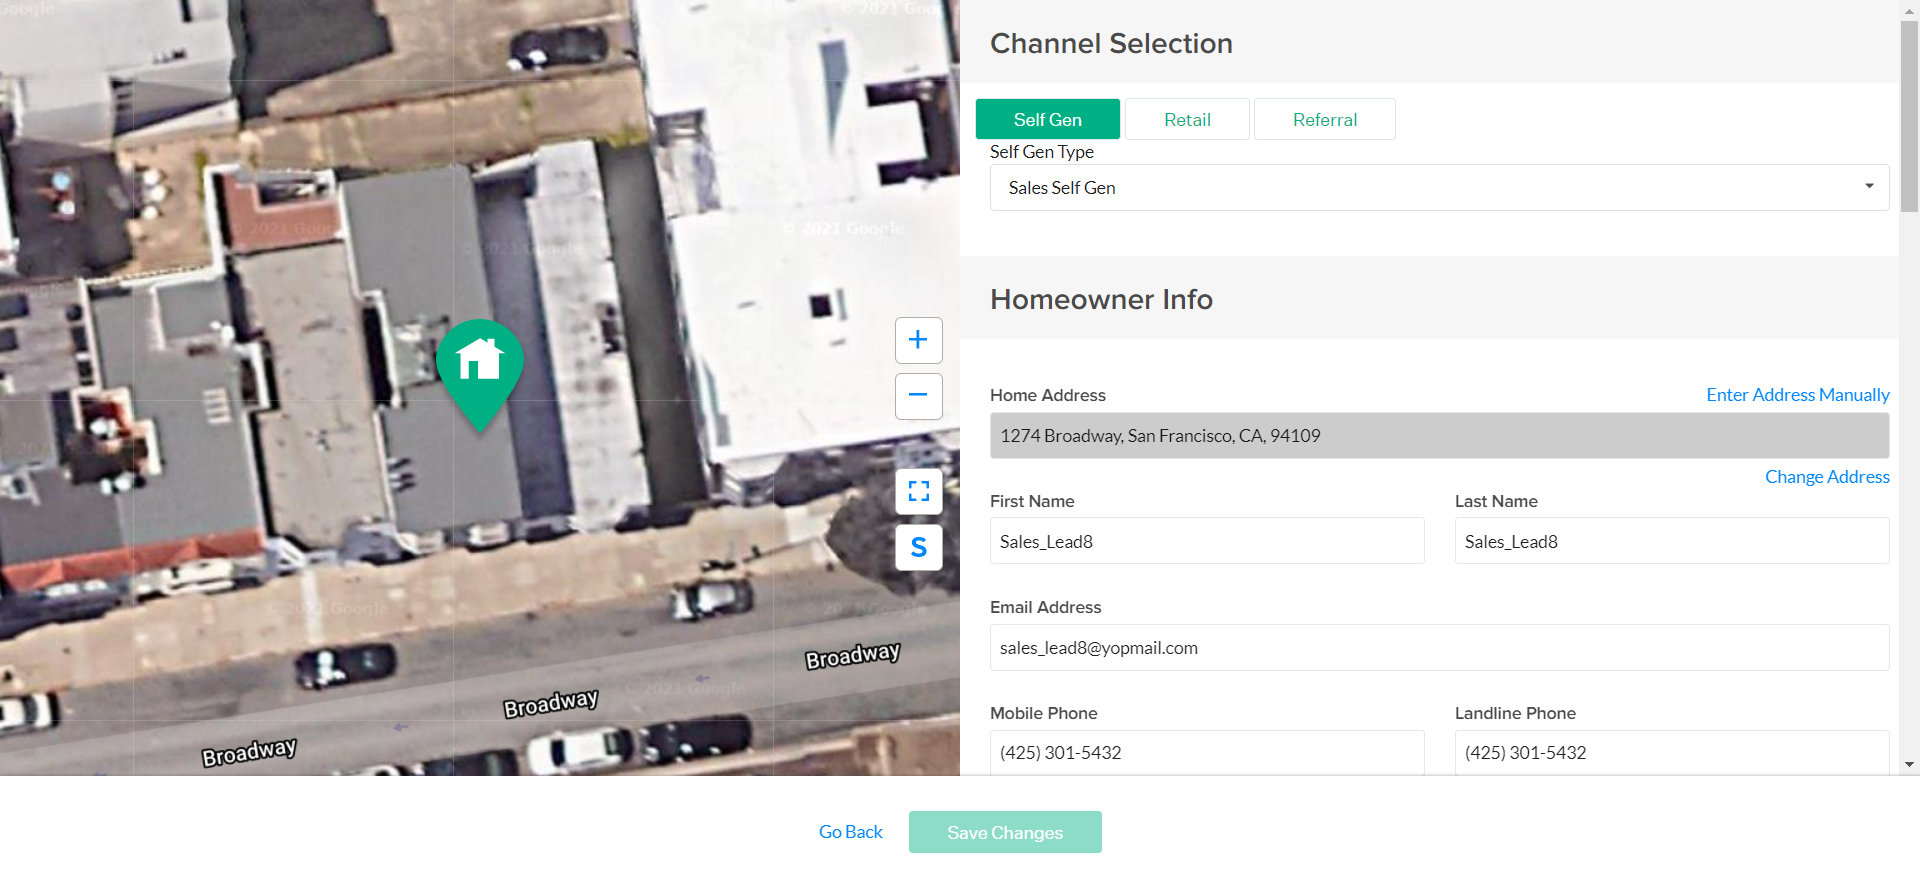 Google
© 2021 Goo
© 2021 Goo
© 2021 Google
© 2021 Google
© 2021 Google
© 2021 Google
© 2021 Google
Broadway
Broadway
Broadway
S
Channel Selection
Self Gen
Retail
Referral
Self Gen Type
Sales Self Gen
Homeowner Info
Home Address
Enter Address Manually
1274 Broadway, San Francisco, CA, 94109
Change Address
First Name
Last Name
Sales_Lead8
Sales_Lead8
Email Address
sales_lead8@yopmail.com
Mobile Phone
Landline Phone
(425) 301-5432
(425) 301-5432
Go Back
Save Changes